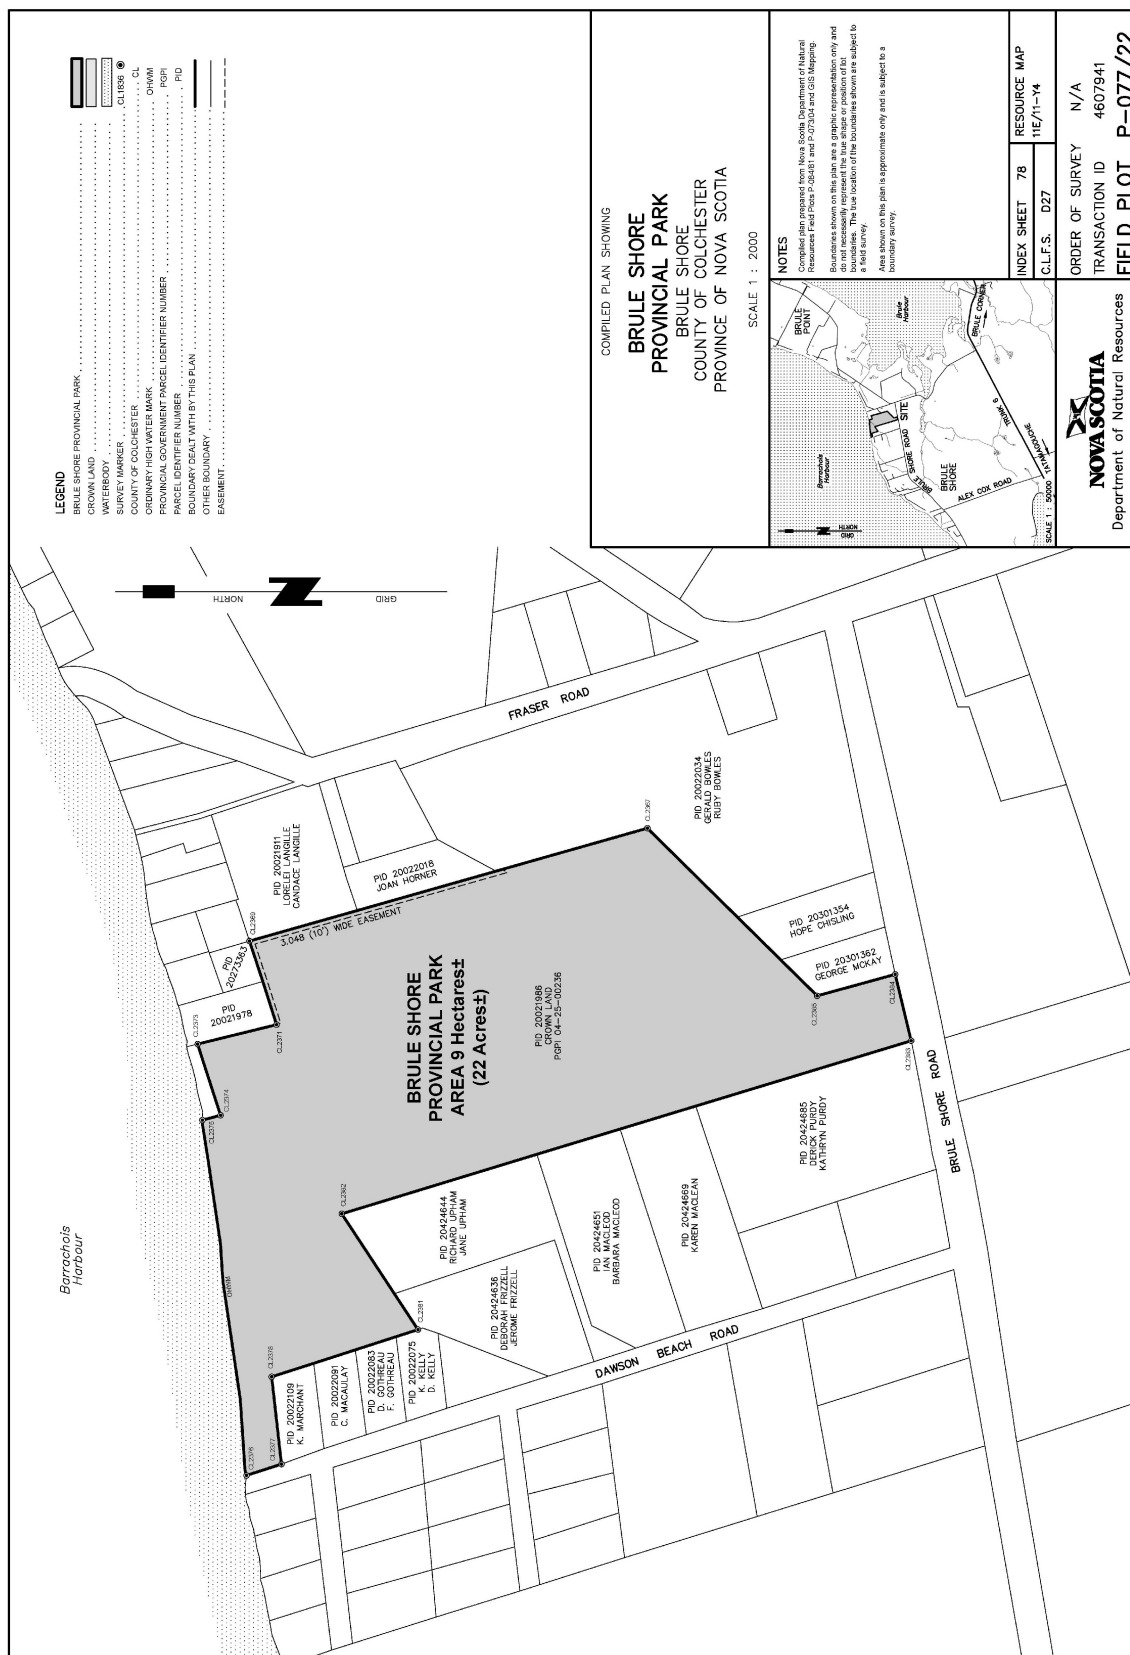 LEGEND
BRULE SHORE PROVINCIAL PARK
CROWN LAND
WATERBODY
SURVEY MARKER CL1836
COUNTY OF COLCHESTER CL
ORDINARY HIGH WATER MARK OHWM
PROVINCIAL GOVERNMENT PARCEL IDENTIFIER NUMBER PGPI
PARCEL IDENTIFIER NUMBER PID
BOUNDARY DEALT WITH BY THIS PLAN
OTHER BOUNDARY
EASEMENT
COMPILED PLAN SHOWING
BRULE SHORE
PROVINCIAL PARK
BRULE SHORE
COUNTY OF COLCHESTER
PROVINCE OF NOVA SCOTIA
SCALE 1 : 2000
NOTES
Compiled plan prepared from Nova Scotia Department of Natural
Resources Field Plots P-084/81 and P-073/04 and GIS Mapping.
Boundaries shown on this plan are a graphic representation only and
do not necessarily represent the true shape or position of lot
boundaries. The true location of the boundaries shown are subject to
a field survey.
Area shown on this plan is approximate only and is subject to a
boundary survey.
BRULE
POINT
Brule
Harbour
Barrachois
Harbour
BRULE CORNER
SITE
BRULE SHORE ROAD
BRULE
SHORE
TRUNK 6
ALEX COX ROAD
TATAMAGOUCHE
GRID
NORTH
SCALE 1 : 50000
INDEX SHEET 78
C.L.F.S. D27
RESOURCE MAP
11E/11-Y4
ORDER OF SURVEY N/A
TRANSACTION ID 4607941
FIELD PLOT P-077/22
NOVA SCOTIA
Department of Natural Resources
GRID
NORTH
Barrachois
Harbour
FRASER ROAD
PID 20021911
LORELEI LANGILLE
CANDACE LANGILLE
PID 20022018
JOAN HORNER
PID 20022034
GERALD BOWLES
RUBY BOWLES
3.048 (10') WIDE EASEMENT
CL2369
CL2367
PID
20273363
PID
20021978
CL2373
CL2371
CL2374
CL2375
BRULE SHORE
PROVINCIAL PARK
AREA 9 Hectares±
(22 Acres±)
PID 20021986
CROWN LAND
PGPI 04-25-00236
PID 20301354
HOPE CHISLING
PID 20301362
GEORGE MCKAY
CL2385
CL2384
CL2383
OHWM
CL2382
PID 20424644
RICHARD UPHAM
JANE UPHAM
PID 20424651
IAN MACLEOD
BARBARA MACLEOD
PID 20424669
KAREN MACLEAN
PID 20424685
DERICK PURDY
KATHRYN PURDY
BRULE SHORE ROAD
CL2381
PID 20424636
DEBORAH FRIZZELL
JEROME FRIZZELL
CL2378
CL2377
CL2376
PID 20022109
K. MARCHANT
PID 20022091
C. MACAULAY
PID 20022083
D. GOTHREAU
F. GOTHREAU
PID 20022075
K. KELLY
D. KELLY
DAWSON BEACH ROAD